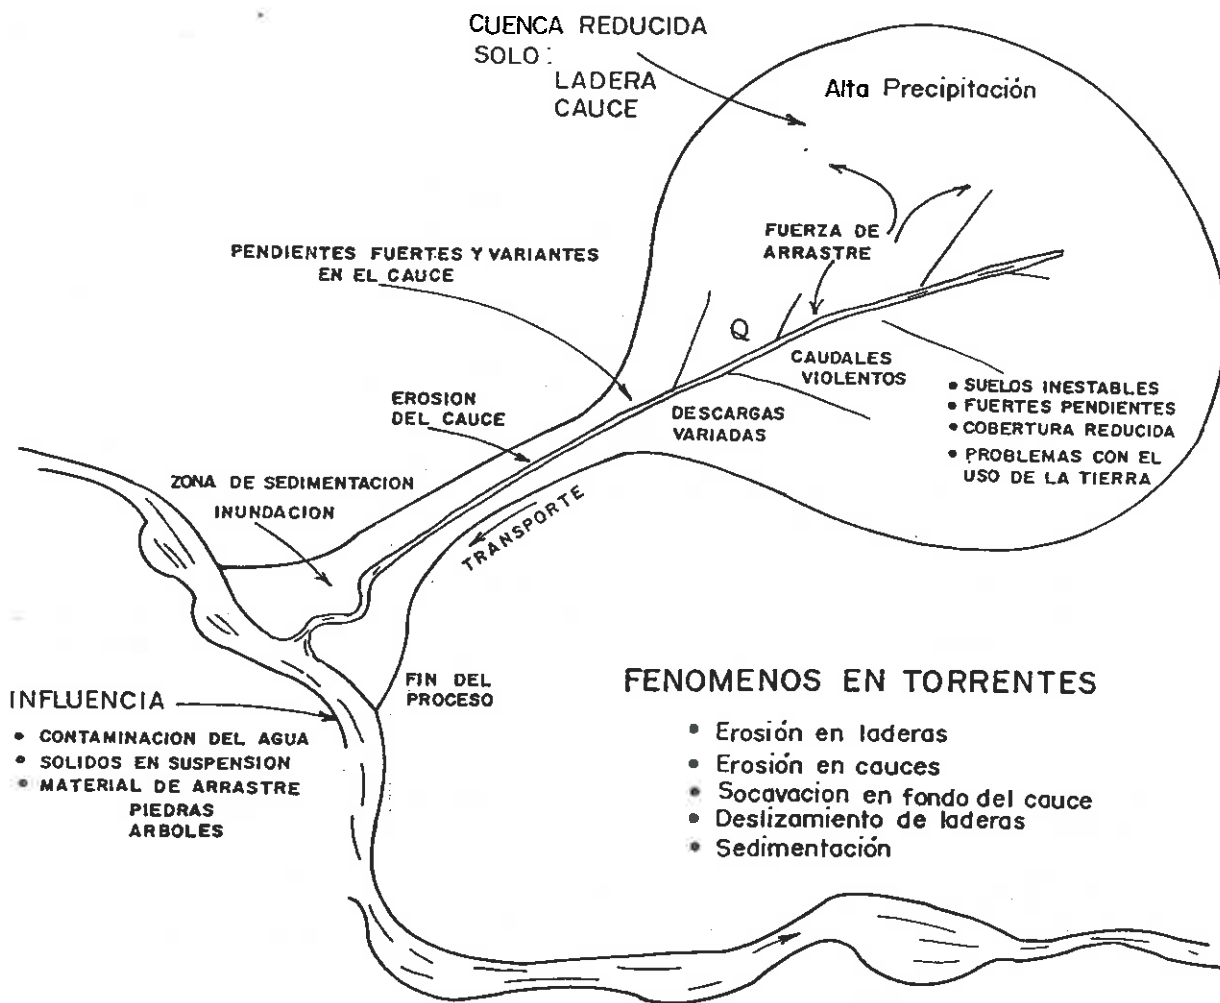 CUENCA REDUCIDA
SOLO:
LADERA
CAUCE
Alta Precipitación
FUERZA DE
ARRASTRE
PENDIENTES FUERTES Y VARIANTES
EN EL CAUCE
Q
CAUDALES
VIOLENTOS
• SUELOS INESTABLES
• FUERTES PENDIENTES
• COBERTURA REDUCIDA
• PROBLEMAS CON EL
USO DE LA TIERRA
EROSION
DEL CAUCE
DESCARGAS
VARIADAS
ZONA DE SEDIMENTACION
INUNDACION
TRANSPORTE
FIN DEL
PROCESO
INFLUENCIA
• CONTAMINACION DEL AGUA
• SOLIDOS EN SUSPENSION
• MATERIAL DE ARRASTRE
PIEDRAS
ARBOLES
FENOMENOS EN TORRENTES
• Erosión en laderas
• Erosión en cauces
• Socavacion en fondo del cauce
• Deslizamiento de laderas
• Sedimentación